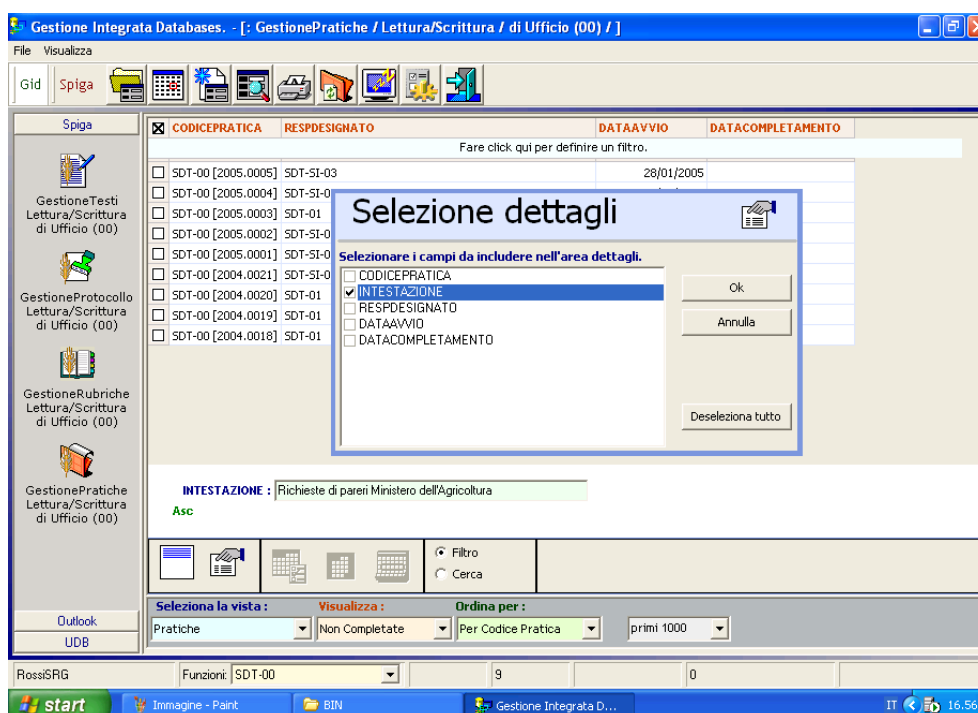 Gestione Integrata Databases. - [: GestionePratiche / Lettura/Scrittura / di Ufficio (00) / ]
File Visualizza
Gid Spiga
Spiga
GestioneTesti
Lettura/Scrittura
di Ufficio (00)
GestioneProtocollo
Lettura/Scrittura
di Ufficio (00)
GestioneRubriche
Lettura/Scrittura
di Ufficio (00)
GestionePratiche
Lettura/Scrittura
di Ufficio (00)
Outlook
UDB
CODICEPRATICA RESPDESIGNATO DATAAVVIO DATACOMPLETAMENTO
Fare click qui per definire un filtro.
SDT-00 [2005.0005] SDT-SI-03 28/01/2005
SDT-00 [2005.0004] SDT-SI-0
SDT-00 [2005.0003] SDT-01
SDT-00 [2005.0002] SDT-SI-0
SDT-00 [2005.0001] SDT-SI-0
SDT-00 [2004.0021] SDT-SI-0
SDT-00 [2004.0020] SDT-01
SDT-00 [2004.0019] SDT-01
SDT-00 [2004.0018] SDT-01
Selezione dettagli
Selezionare i campi da includere nell'area dettagli.
CODICEPRATICA
INTESTAZIONE
RESPDESIGNATO
DATAAVVIO
DATACOMPLETAMENTO
Ok
Annulla
Deseleziona tutto
INTESTAZIONE : Richieste di pareri Ministero dell'Agricoltura
Asc
Filtro
Cerca
Seleziona la vista : Visualizza : Ordina per :
Pratiche Non Completate Per Codice Pratica primi 1000
RossiSRG Funzioni: SDT-00 9 0
start Immagine - Paint BIN Gestione Integrata D... IT 16.56